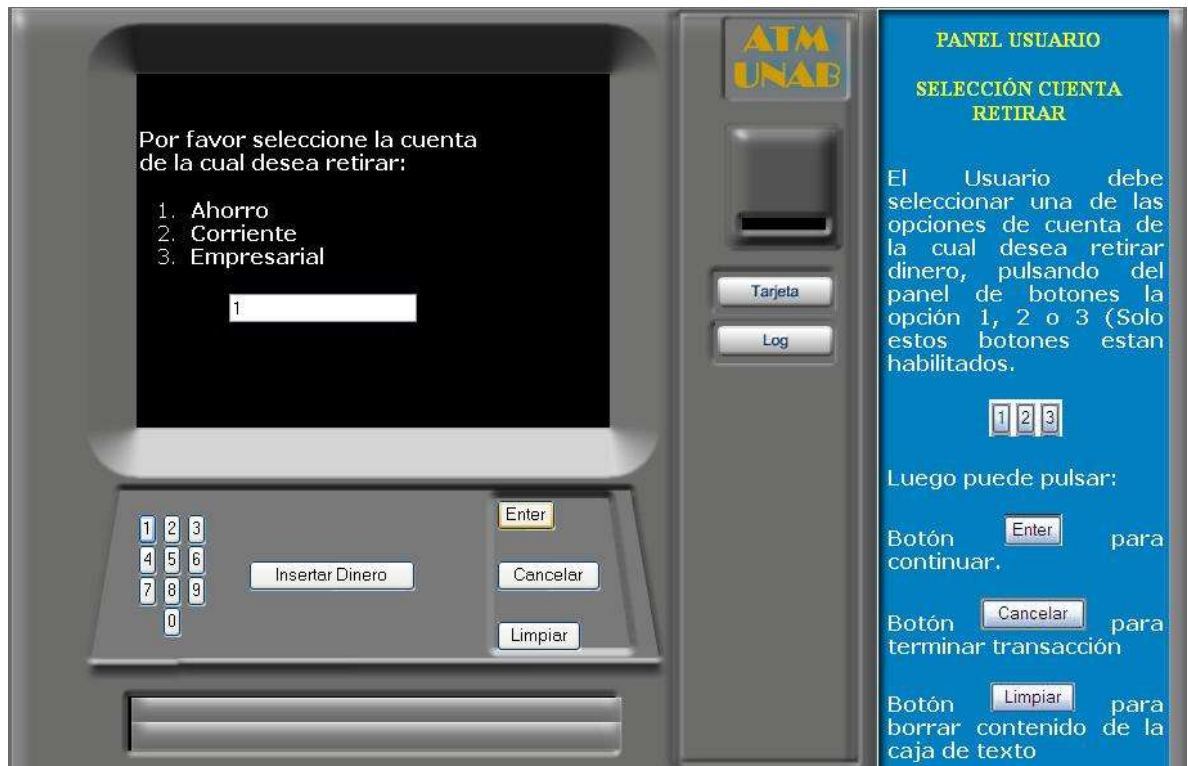 Por favor seleccione la cuenta
de la cual desea retirar:
1. Ahorro
2. Corriente
3. Empresarial
1
1 2 3
4 5 6
7 8 9
0
Insertar Dinero
Enter
Cancelar
Limpiar
ATM
UNAB
Tarjeta
Log
PANEL USUARIO
SELECCIÓN CUENTA
RETIRAR
El Usuario debe
seleccionar una de las
opciones de cuenta de
la cual desea retirar
dinero, pulsando del
panel de botones la
opción 1, 2 o 3 (Solo
estos botones estan
habilitados.
1 2 3
Luego puede pulsar:
Botón Enter para
continuar.
Botón Cancelar para
terminar transacción
Botón Limpiar para
borrar contenido de la
caja de texto